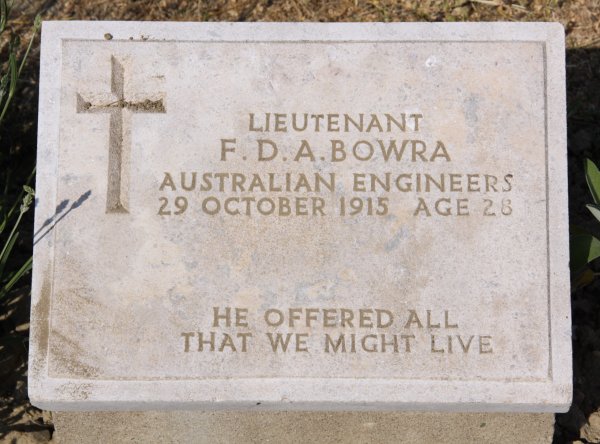 LIEUTENANT
F. D. A. BOWRA
AUSTRALIAN ENGINEERS
29 OCTOBER 1915 AGE 28
HE OFFERED ALL
THAT WE MIGHT LIVE